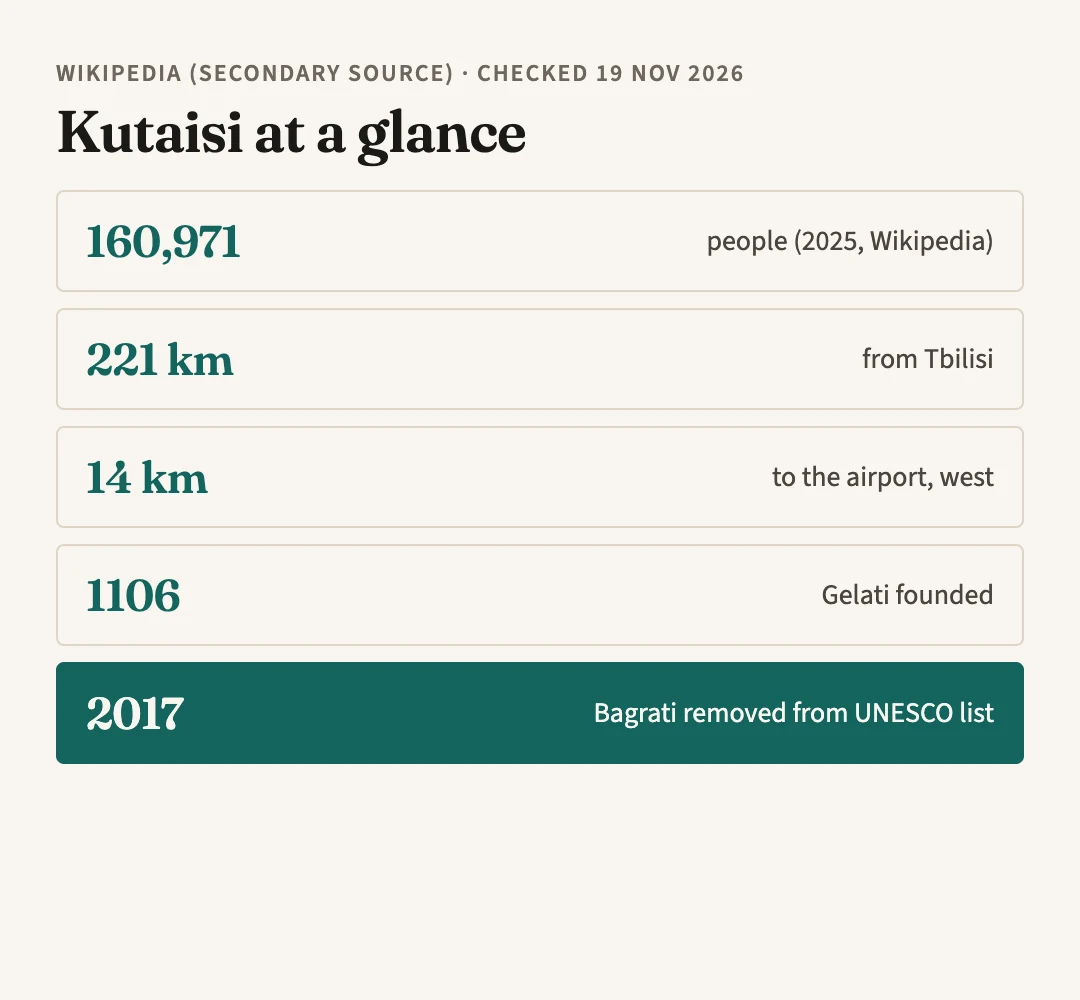 WIKIPEDIA (SECONDARY SOURCE) · CHECKED 19 NOV 2026
Kutaisi at a glance
160,971 people (2025, Wikipedia)
221 km from Tbilisi
14 km to the airport, west
1106 Gelati founded
2017 Bagrati removed from UNESCO list